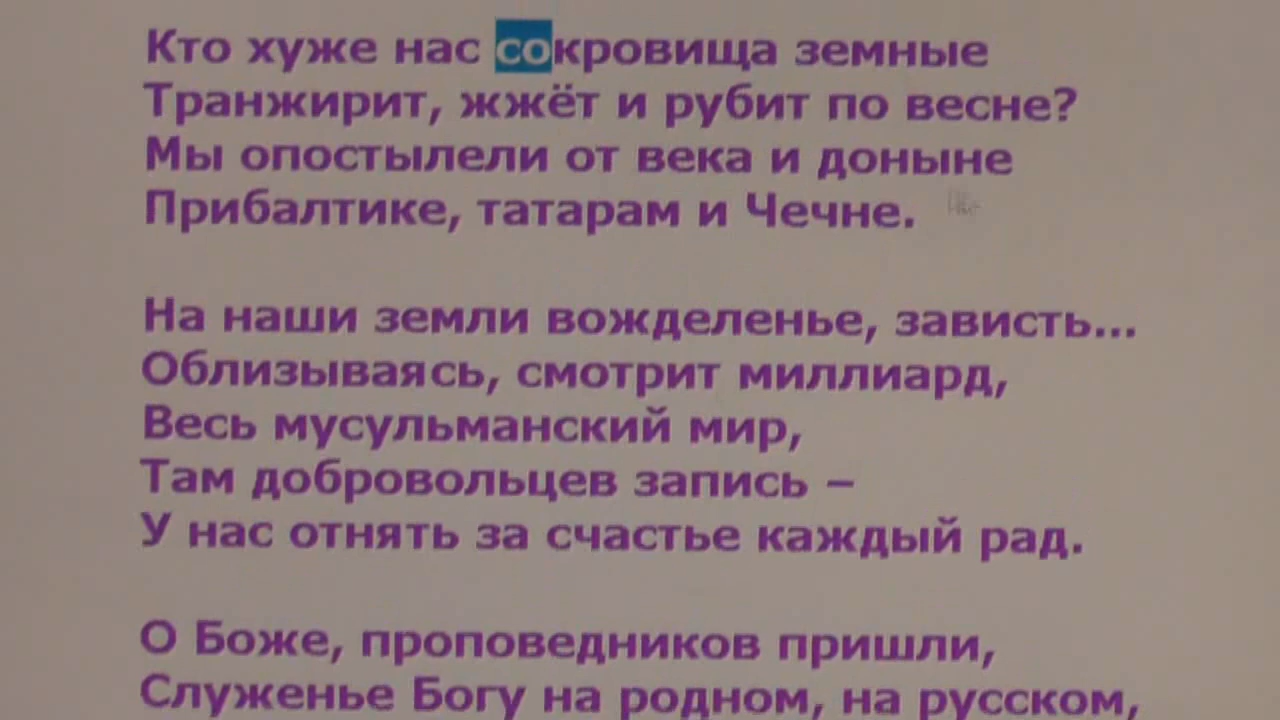 Кто хуже нас сокровища земные
Транжирит, жжёт и рубит по весне?
Мы опостылели от века и доныне
Прибалтике, татарам и Чечне.
На наши земли вожделенье, зависть...
Облизываясь, смотрит миллиард,
Весь мусульманский мир,
Там добровольцев запись –
У нас отнять за счастье каждый рад.
О Боже, проповедников пришли,
Служенье Богу на родном, на русском,